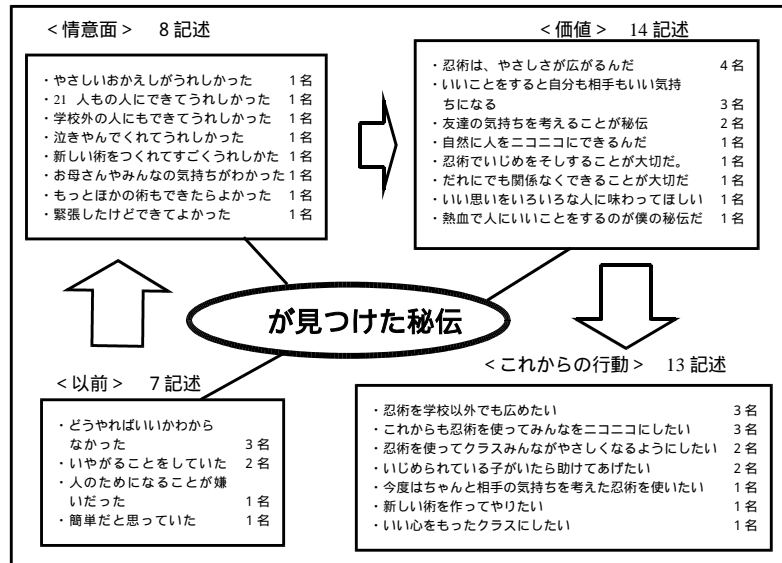 ＜情意面＞　8 記述
・やさしいおかえしがうれしかった　1 名
・21 人もの人にできてうれしかった　1 名
・学校外の人にもできてうれしかった　1 名
・泣きやんでくれてうれしかった　1 名
・新しい術をつくれてすごくうれしかた　1 名
・お母さんやみんなの気持ちがわかった　1 名
・もっとほかの術もできたらよかった　1 名
・緊張したけどできてよかった　1 名
＜価値＞　14 記述
・忍術は、やさしさが広がるんだ　4 名
・いいことをすると自分も相手もいい気持
ちになる　3 名
・友達の気持ちを考えることが秘伝　2 名
・自然に人をニコニコにできるんだ　1 名
・忍術でいじめをそしすることが大切だ。　1 名
・だれにでも関係なくできることが大切だ　1 名
・いい思いをいろいろな人に味わってほしい　1 名
・熱血で人にいいことをするのが僕の秘伝だ　1 名
が見つけた秘伝
＜以前＞　7 記述
・どうやればいいかわから
なかった　3 名
・いやがることをしていた　2 名
・人のためになることが嫌
いだった　1 名
・簡単だと思っていた　1 名
＜これからの行動＞　13 記述
・忍術を学校以外でも広めたい　3 名
・これからも忍術を使ってみんなをニコニコにしたい　3 名
・忍術を使ってクラスみんながやさしくなるようにしたい　2 名
・いじめられている子がいたら助けてあげたい　2 名
・今度はちゃんと相手の気持ちを考えた忍術を使いたい　1 名
・新しい術を作ってやりたい　1 名
・いい心をもったクラスにしたい　1 名